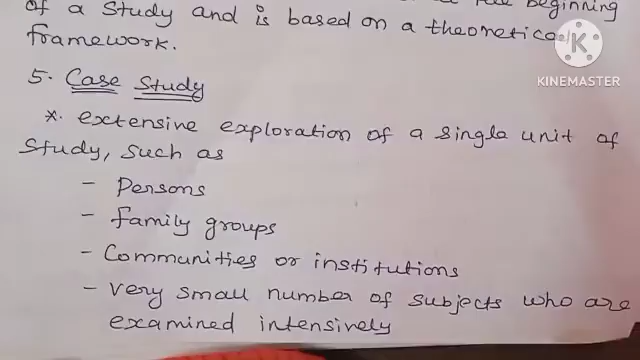 of a Study and is based on a theoretical
framework.
KINEMASTER
5. Case Study
* extensive exploration of a single unit of
Study, such as
- Persons
- family groups
- Communities or institutions
- very small number of subjects who are
examined intensively